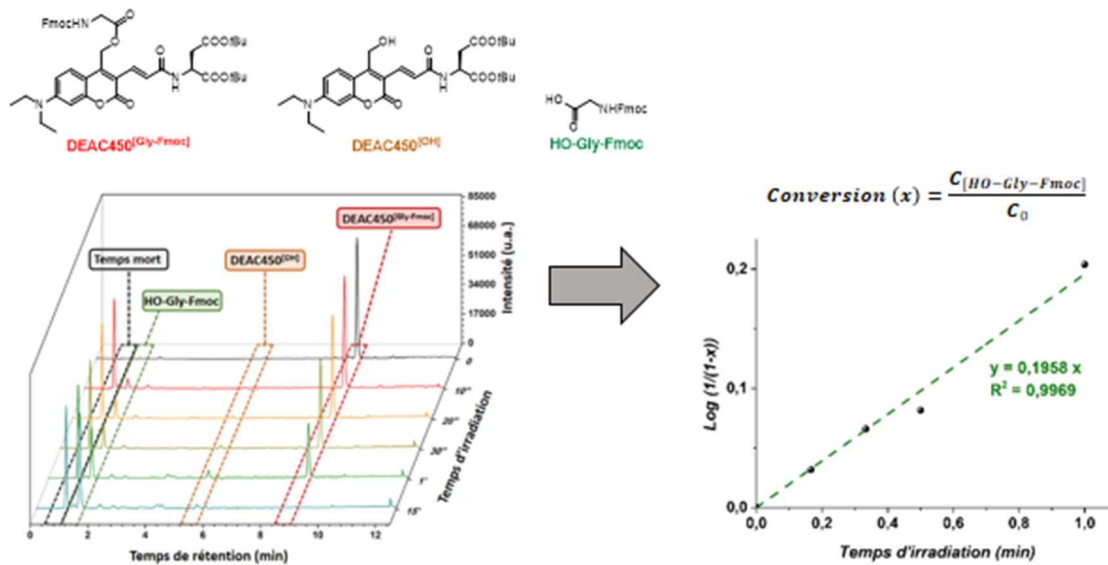 FmocHN
O
O
COOtBu
COOtBu
O
N
H
N
O
O
DEAC450[Gly-Fmoc]
OH
COOtBu
COOtBu
O
N
H
N
O
O
DEAC450[OH]
HO
NHFmoc
O
HO-Gly-Fmoc
Temps mort
HO-Gly-Fmoc
DEAC450[OH]
DEAC450[Gly-Fmoc]
85000
68000
51000
34000
17000
0
Intensité (u.a.)
0
10''
20''
30''
1'
15'
Temps d'irradiation
0
2
4
6
8
10
12
Temps de rétention (min)
Conversion (x) = C[HO-Gly-Fmoc] / C0
0,2
0,1
0,0
Log (1/(1-x))
y = 0,1958 x
R² = 0,9969
0,0
0,2
0,4
0,6
0,8
1,0
Temps d'irradiation (min)